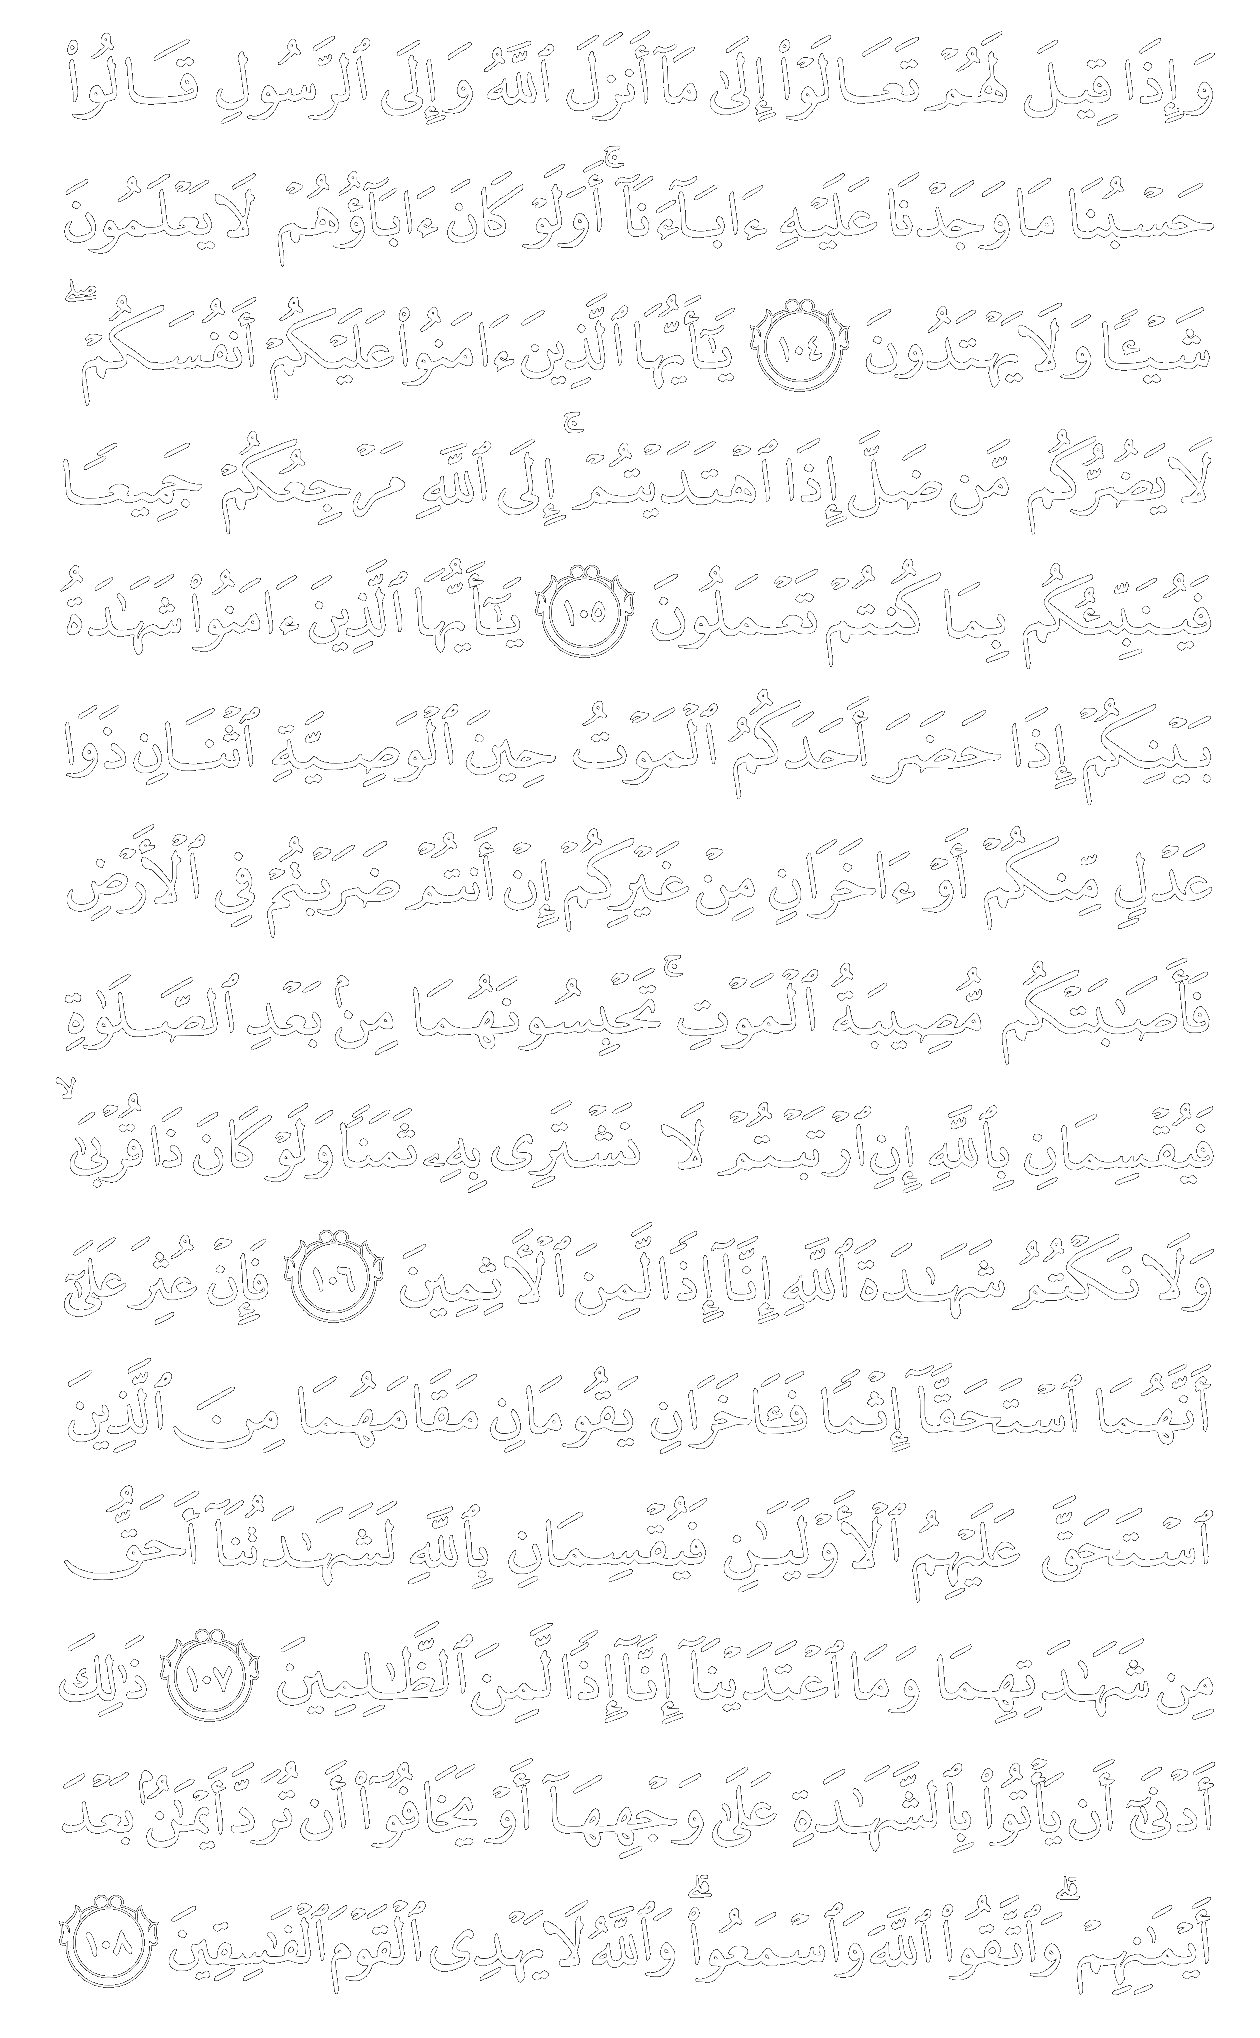 وَإِذَا قِيلَ لَهُمْ تَعَالَوْا۟ إِلَىٰ مَآ أَنزَلَ ٱللَّهُ وَإِلَى ٱلرَّسُولِ قَالُوا۟
حَسْبُنَا مَا وَجَدْنَا عَلَيْهِ ءَابَآءَنَآ ۚ أَوَلَوْ كَانَ ءَابَآؤُهُمْ لَا يَعْلَمُونَ
شَيْـًٔا وَلَا يَهْتَدُونَ ١٠٤ يَـٰٓأَيُّهَا ٱلَّذِينَ ءَامَنُوا۟ عَلَيْكُمْ أَنفُسَكُمْ ۖ
لَا يَضُرُّكُم مَّن ضَلَّ إِذَا ٱهْتَدَيْتُمْ ۚ إِلَى ٱللَّهِ مَرْجِعُكُمْ جَمِيعًا
فَيُنَبِّئُكُم بِمَا كُنتُمْ تَعْمَلُونَ ١٠٥ يَـٰٓأَيُّهَا ٱلَّذِينَ ءَامَنُوا۟ شَهَـٰدَةُ
بَيْنِكُمْ إِذَا حَضَرَ أَحَدَكُمُ ٱلْمَوْتُ حِينَ ٱلْوَصِيَّةِ ٱثْنَانِ ذَوَا
عَدْلٍ مِّنكُمْ أَوْ ءَاخَرَانِ مِنْ غَيْرِكُمْ إِنْ أَنتُمْ ضَرَبْتُمْ فِى ٱلْأَرْضِ
فَأَصَـٰبَتْكُم مُّصِيبَةُ ٱلْمَوْتِ ۚ تَحْبِسُونَهُمَا مِنۢ بَعْدِ ٱلصَّلَوٰةِ
فَيُقْسِمَانِ بِٱللَّهِ إِنِ ٱرْتَبْتُمْ لَا نَشْتَرِى بِهِۦ ثَمَنًا وَلَوْ كَانَ ذَا قُرْبَىٰ ۙ
وَلَا نَكْتُمُ شَهَـٰدَةَ ٱللَّهِ إِنَّآ إِذًا لَّمِنَ ٱلْـَٔاثِمِينَ ١٠٦ فَإِنْ عُثِرَ عَلَىٰٓ
أَنَّهُمَا ٱسْتَحَقَّآ إِثْمًا فَـَٔاخَرَانِ يَقُومَانِ مَقَامَهُمَا مِنَ ٱلَّذِينَ
ٱسْتَحَقَّ عَلَيْهِمُ ٱلْأَوْلَيَـٰنِ فَيُقْسِمَانِ بِٱللَّهِ لَشَهَـٰدَتُنَآ أَحَقُّ
مِن شَهَـٰدَتِهِمَا وَمَا ٱعْتَدَيْنَآ إِنَّآ إِذًا لَّمِنَ ٱلظَّـٰلِمِينَ ١٠٧ ذَٰلِكَ
أَدْنَىٰٓ أَن يَأْتُوا۟ بِٱلشَّهَـٰدَةِ عَلَىٰ وَجْهِهَآ أَوْ يَخَافُوٓا۟ أَن تُرَدَّ أَيْمَـٰنٌۢ بَعْدَ
أَيْمَـٰنِهِمْ ۗ وَٱتَّقُوا۟ ٱللَّهَ وَٱسْمَعُوا۟ ۗ وَٱللَّهُ لَا يَهْدِى ٱلْقَوْمَ ٱلْفَـٰسِقِينَ ١٠٨